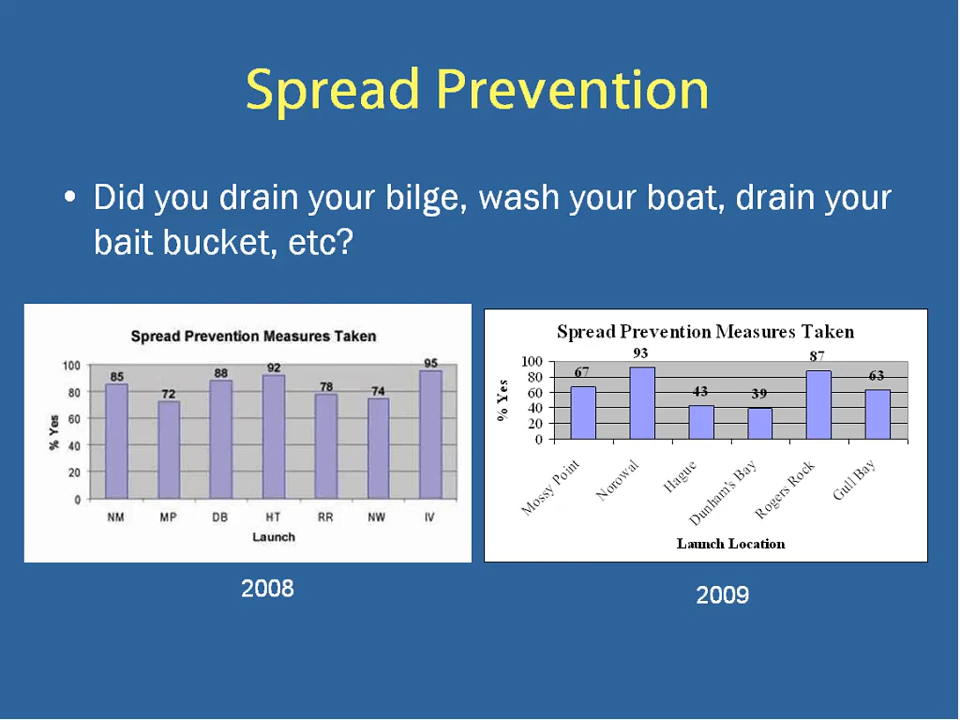 Spread Prevention
• Did you drain your bilge, wash your boat, drain your
bait bucket, etc?
Spread Prevention Measures Taken
% Yes
100
80
60
40
20
0
85
72
88
92
78
74
95
NM MP DB HT RR NW IV
Launch
2008
Spread Prevention Measures Taken
% Yes
100
80
60
40
20
0
67
93
43
39
87
63
Mossy Point
Norowal
Hague
Dunham's Bay
Rogers Rock
Gull Bay
Launch Location
2009